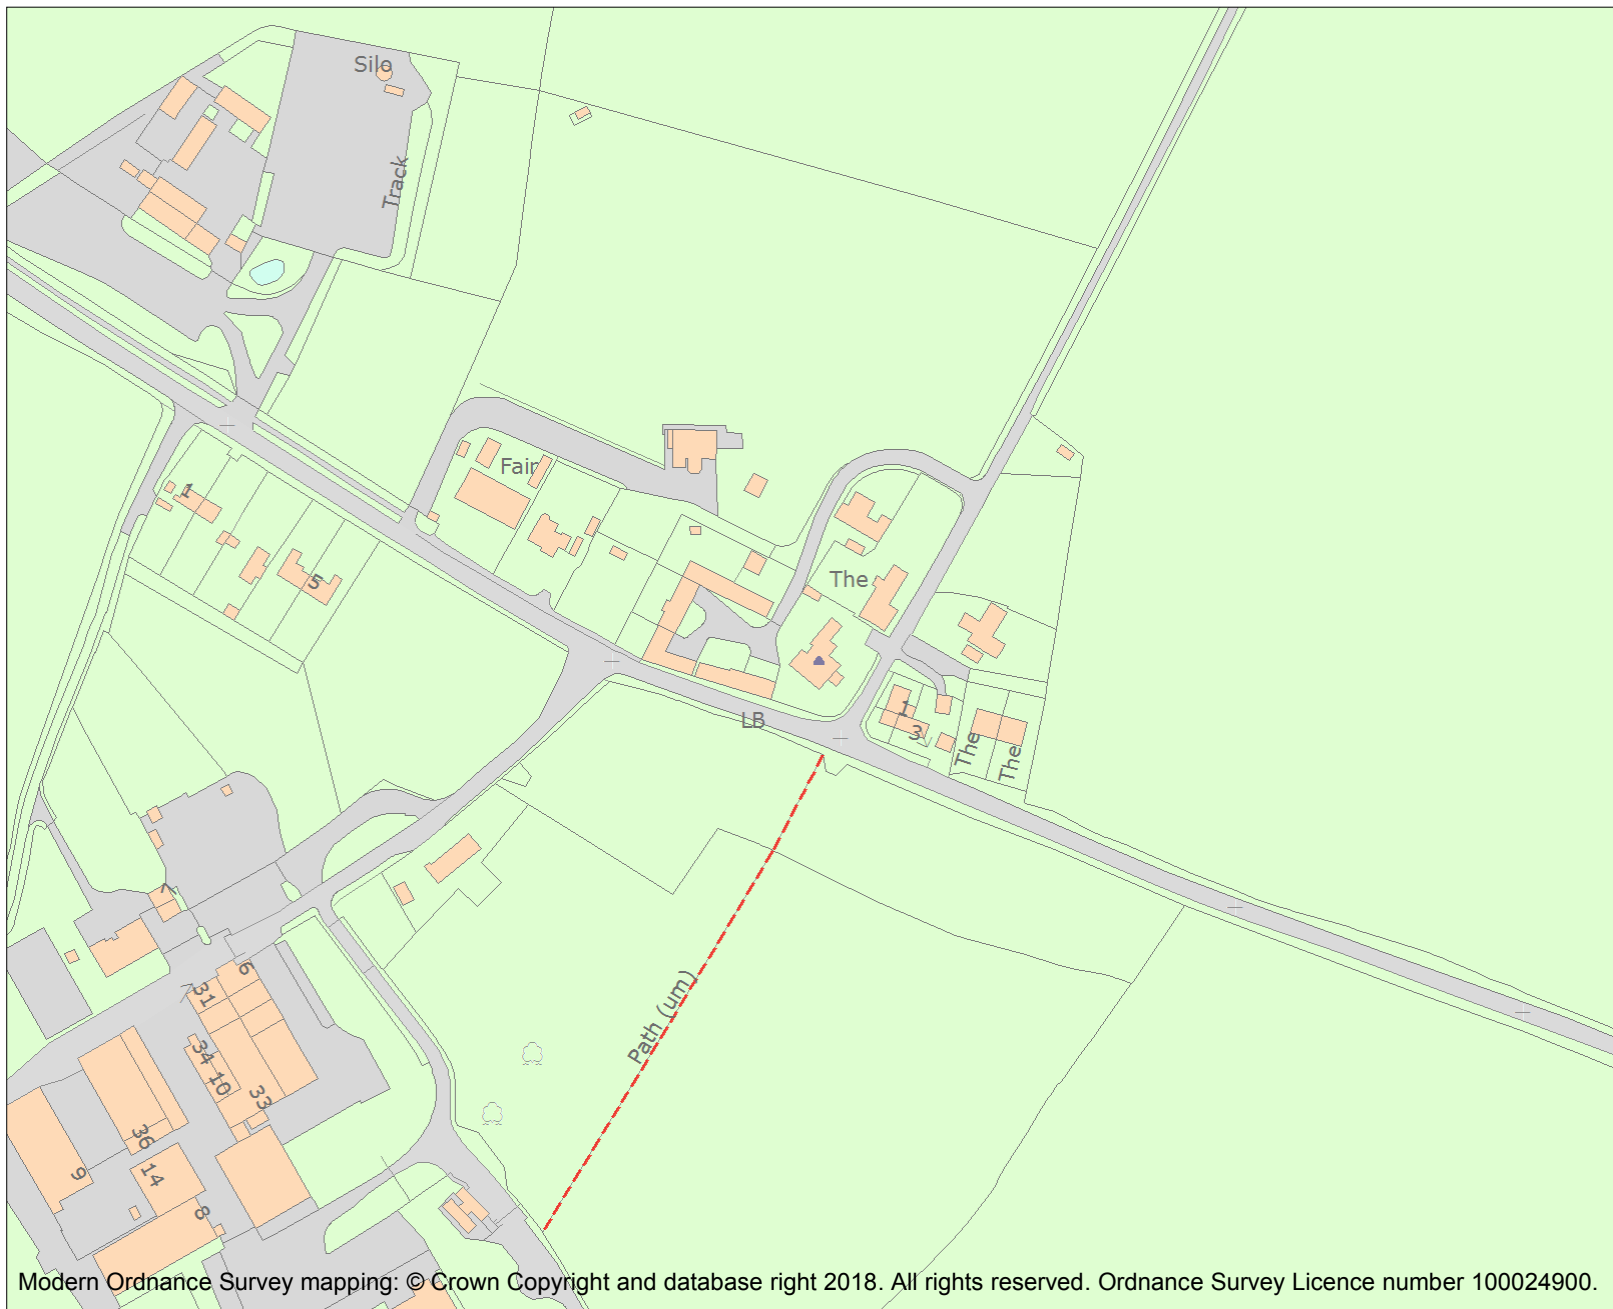 Silo
Track
Fair
1
5
The
LB
1
3
The
The
7
6
31
Path (um)
34
10
33
36
14
9
8
Modern Ordnance Survey mapping: © Crown Copyright and database right 2018. All rights reserved. Ordnance Survey Licence number 100024900.